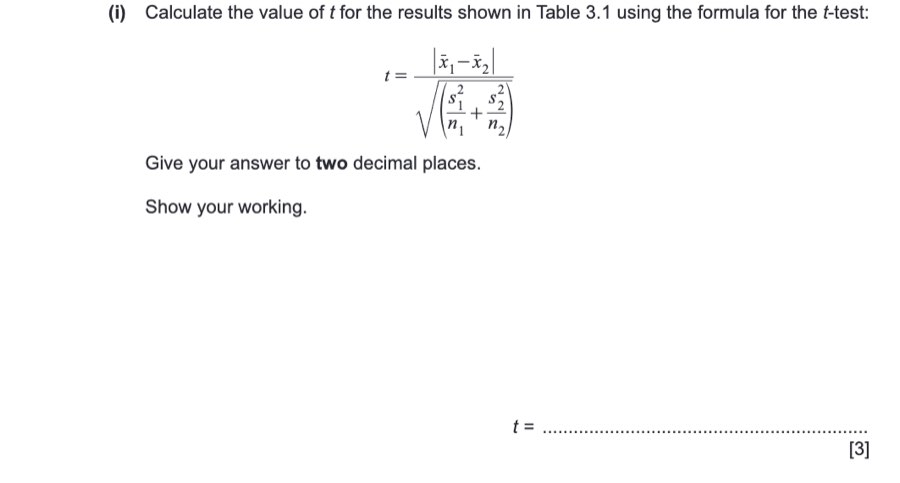 (i) Calculate the value of t for the results shown in Table 3.1 using the formula for the t-test:
t = |x̄₁ − x̄₂| / √(s₁²/n₁ + s₂²/n₂)
Give your answer to two decimal places.
Show your working.
t = ................................................................
[3]